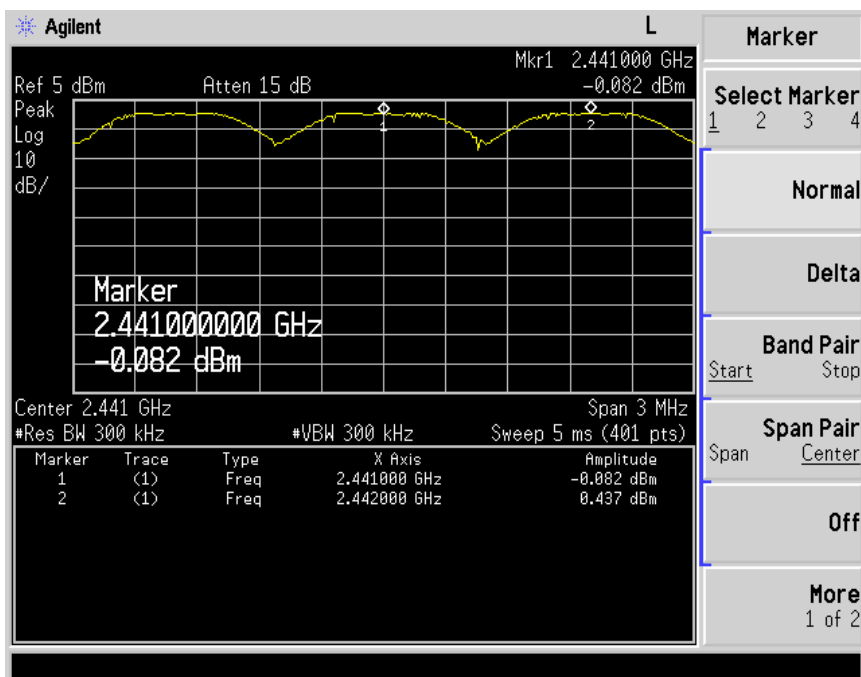 Agilent L
Mkr1 2.441000 GHz
Ref 5 dBm Atten 15 dB -0.082 dBm
Peak
Log
10
dB/
1
2
Marker
2.441000000 GHz
-0.082 dBm
Center 2.441 GHz Span 3 MHz
#Res BW 300 kHz #VBW 300 kHz Sweep 5 ms (401 pts)
Marker Trace Type X Axis Amplitude
1 (1) Freq 2.441000 GHz -0.082 dBm
2 (1) Freq 2.442000 GHz 0.437 dBm
Marker
Select Marker
1 2 3 4
Normal
Delta
Band Pair
Start Stop
Span Pair
Span Center
Off
More
1 of 2